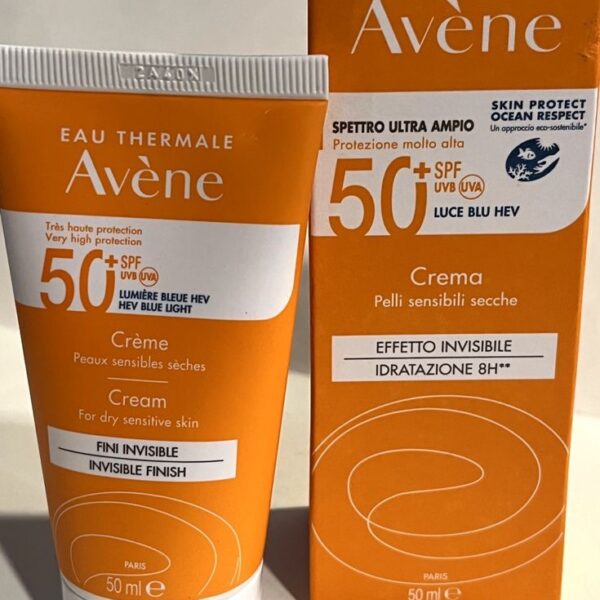 2A40N
EAU THERMALE
Avène
Très haute protection
Very high protection
50+ SPF
UVB UVA
LUMIÈRE BLEUE HEV
HEV BLUE LIGHT
Crème
Peaux sensibles sèches
Cream
For dry sensitive skin
FINI INVISIBLE
INVISIBLE FINISH
PARIS
50 ml e
Avène
SPETTRO ULTRA AMPIO
Protezione molto alta
50+ SPF
UVB UVA
LUCE BLU HEV
SKIN PROTECT
OCEAN RESPECT
Un approccio eco-sostenibile*
Crema
Pelli sensibili secche
EFFETTO INVISIBILE
IDRATAZIONE 8H**
PARIS
50 ml e